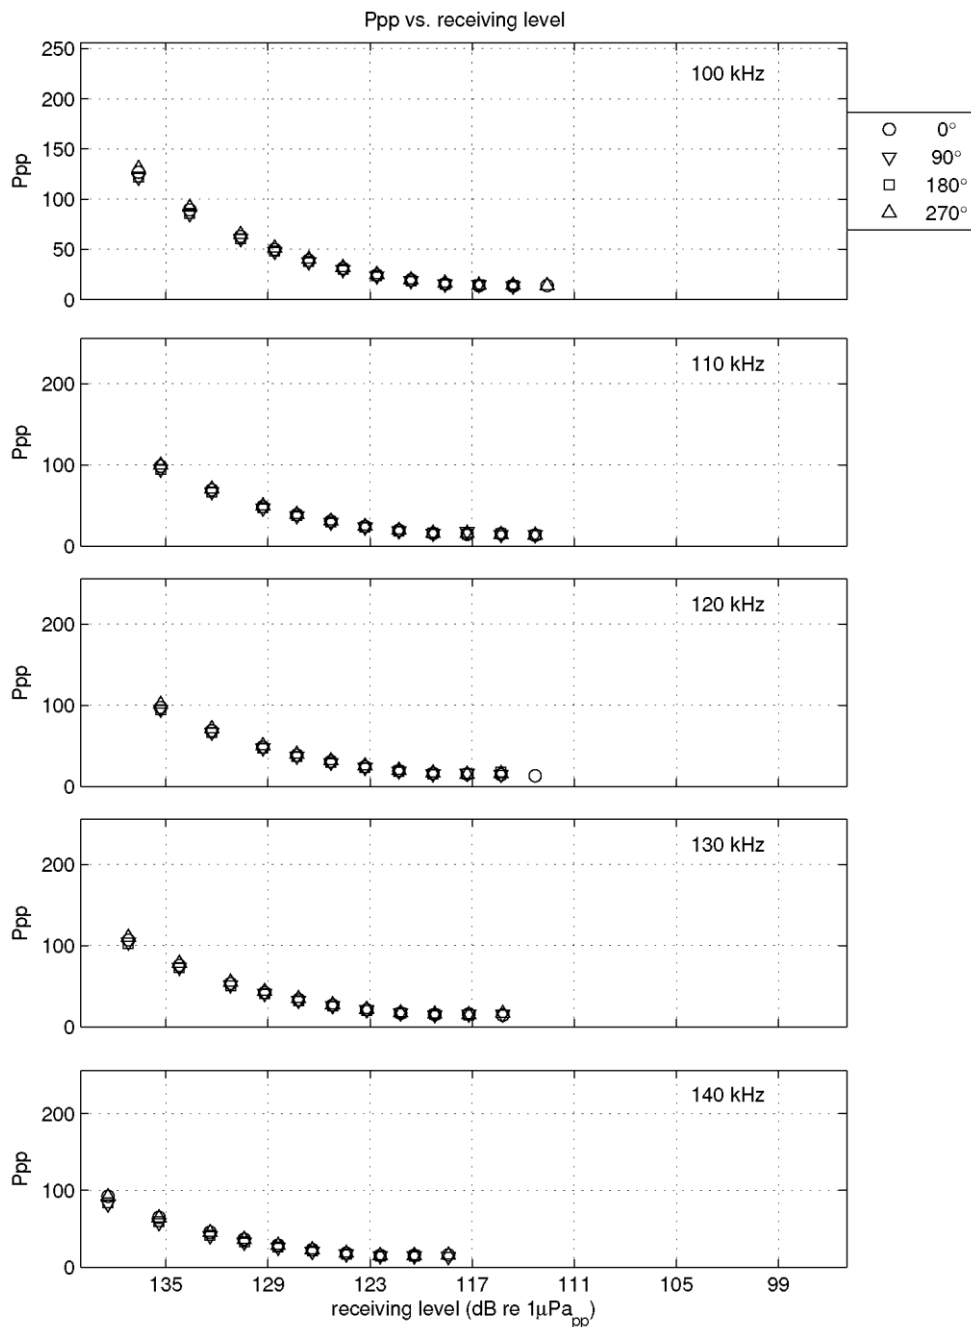 Ppp vs. receiving level
250
200
150
100
50
0
Ppp
100 kHz
0°
90°
180°
270°
200
100
0
Ppp
110 kHz
200
100
0
Ppp
120 kHz
200
100
0
Ppp
130 kHz
200
100
0
Ppp
140 kHz
135 129 123 117 111 105 99
receiving level (dB re 1μPapp)